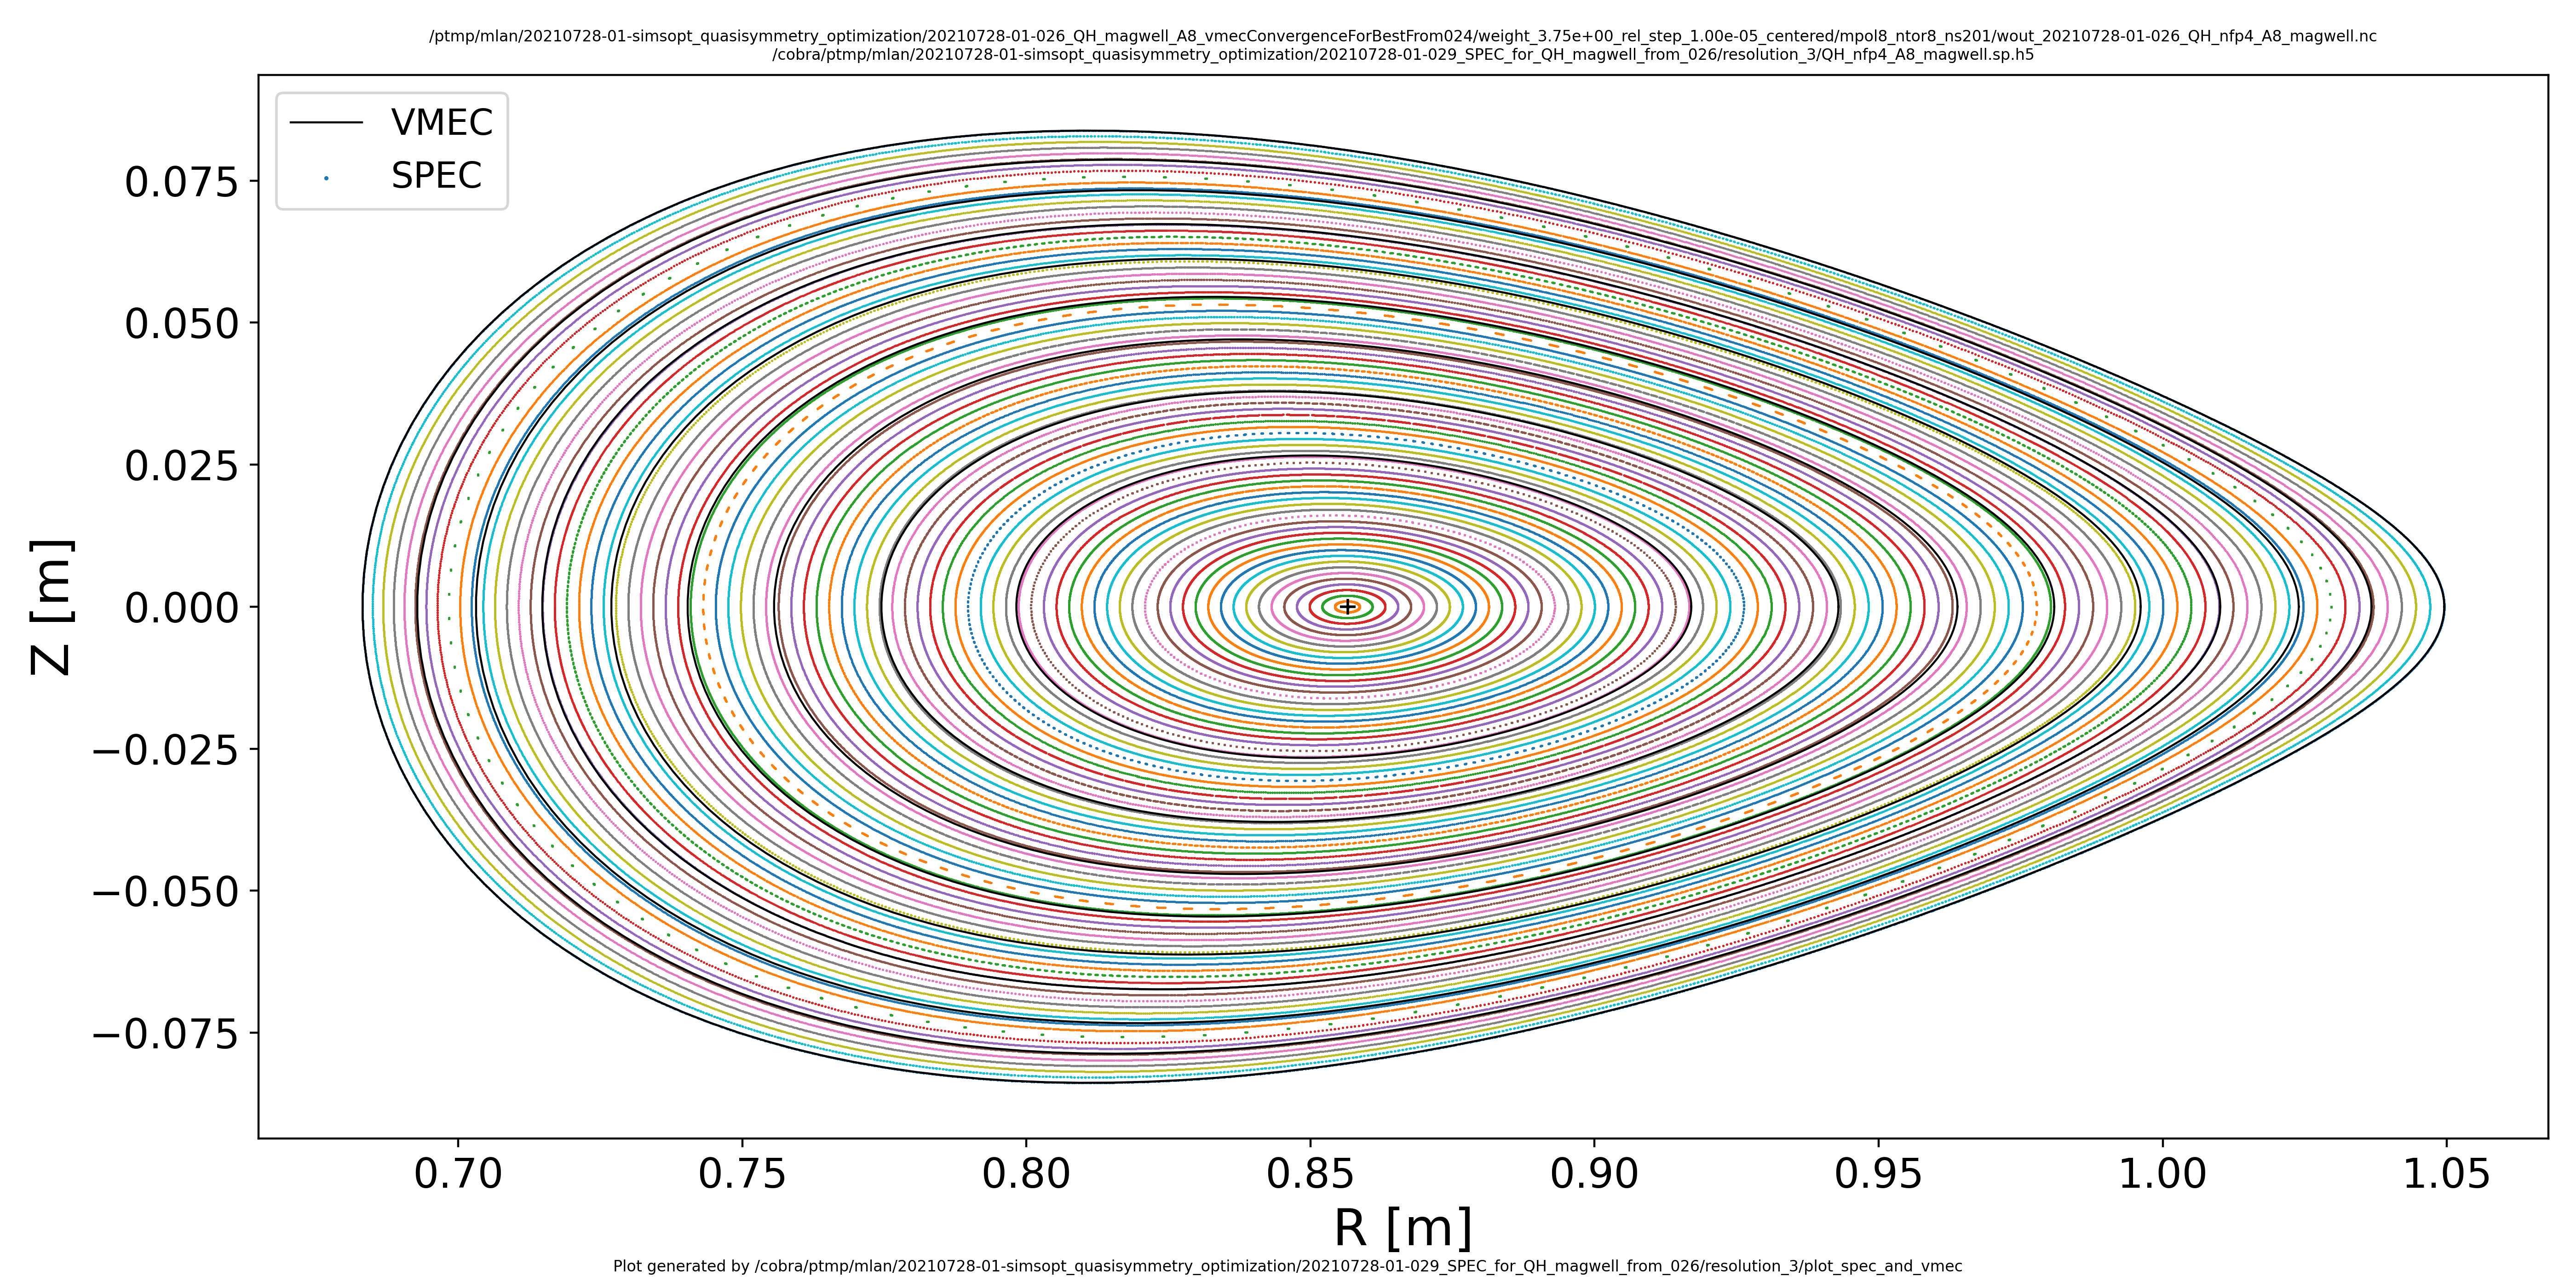 /ptmp/mlan/20210728-01-simsopt_quasisymmetry_optimization/20210728-01-026_QH_magwell_A8_vmecConvergenceForBestFrom024/weight_3.75e+00_rel_step_1.00e-05_centered/mpol8_ntor8_ns201/wout_20210728-01-026_QH_nfp4_A8_magwell.nc
/cobra/ptmp/mlan/20210728-01-simsopt_quasisymmetry_optimization/20210728-01-029_SPEC_for_QH_magwell_from_026/resolution_3/QH_nfp4_A8_magwell.sp.h5
VMEC
SPEC
0.075
0.050
0.025
0.000
−0.025
−0.050
−0.075
Z [m]
0.70 0.75 0.80 0.85 0.90 0.95 1.00 1.05
R [m]
Plot generated by /cobra/ptmp/mlan/20210728-01-simsopt_quasisymmetry_optimization/20210728-01-029_SPEC_for_QH_magwell_from_026/resolution_3/plot_spec_and_vmec